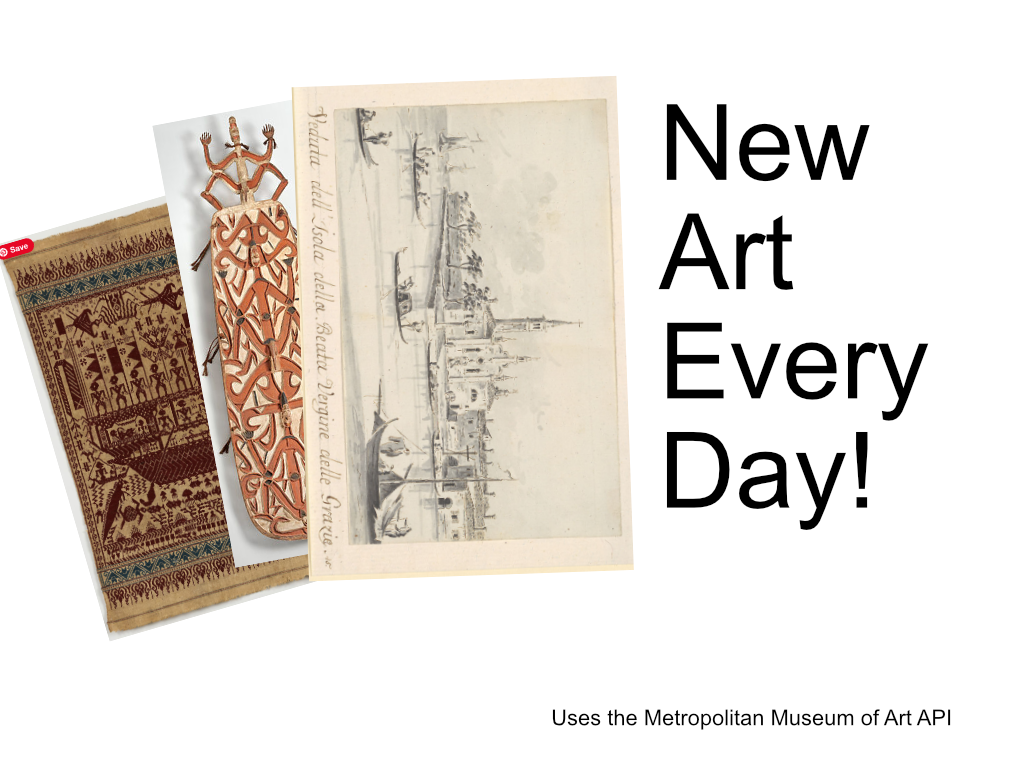 Save
Veduta dell'Isola della Beata Vergine delle Grazie.
New
Art
Every
Day!
Uses the Metropolitan Museum of Art API